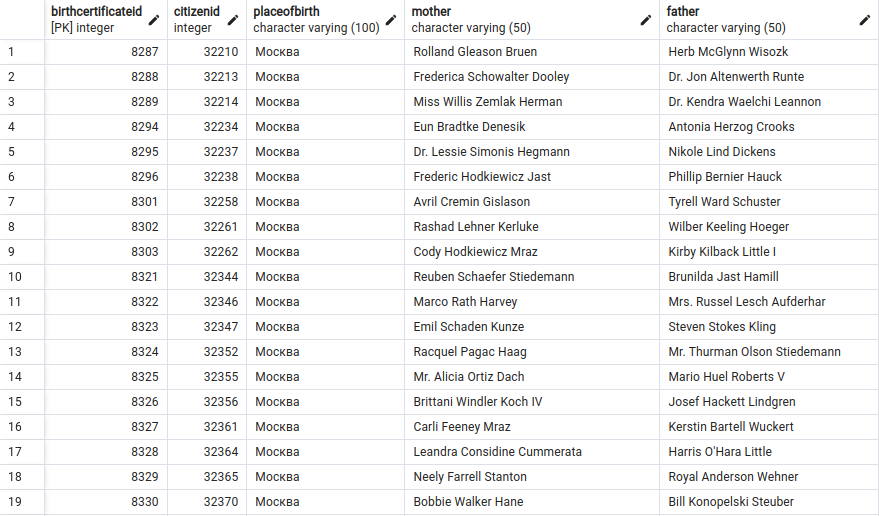 birthcertificateid citizenid placeofbirth mother father
[PK] integer integer character varying (100) character varying (50) character varying (50)
1 8287 32210 Москва Rolland Gleason Bruen Herb McGlynn Wisozk
2 8288 32213 Москва Frederica Schowalter Dooley Dr. Jon Altenwerth Runte
3 8289 32214 Москва Miss Willis Zemlak Herman Dr. Kendra Waelchi Leannon
4 8294 32234 Москва Eun Bradtke Denesik Antonia Herzog Crooks
5 8295 32237 Москва Dr. Lessie Simonis Hegmann Nikole Lind Dickens
6 8296 32238 Москва Frederic Hodkiewicz Jast Phillip Bernier Hauck
7 8301 32258 Москва Avril Cremin Gislason Tyrell Ward Schuster
8 8302 32261 Москва Rashad Lehner Kerluke Wilber Keeling Hoeger
9 8303 32262 Москва Cody Hodkiewicz Mraz Kirby Kilback Little I
10 8321 32344 Москва Reuben Schaefer Stiedemann Brunilda Jast Hamill
11 8322 32346 Москва Marco Rath Harvey Mrs. Russel Lesch Aufderhar
12 8323 32347 Москва Emil Schaden Kunze Steven Stokes Kling
13 8324 32352 Москва Racquel Pagac Haag Mr. Thurman Olson Stiedemann
14 8325 32355 Москва Mr. Alicia Ortiz Dach Mario Huel Roberts V
15 8326 32356 Москва Brittani Windler Koch IV Josef Hackett Lindgren
16 8327 32361 Москва Carli Feeney Mraz Kerstin Bartell Wuckert
17 8328 32364 Москва Leandra Considine Cummerata Harris O'Hara Little
18 8329 32365 Москва Neely Farrell Stanton Royal Anderson Wehner
19 8330 32370 Москва Bobbie Walker Hane Bill Konopelski Steuber